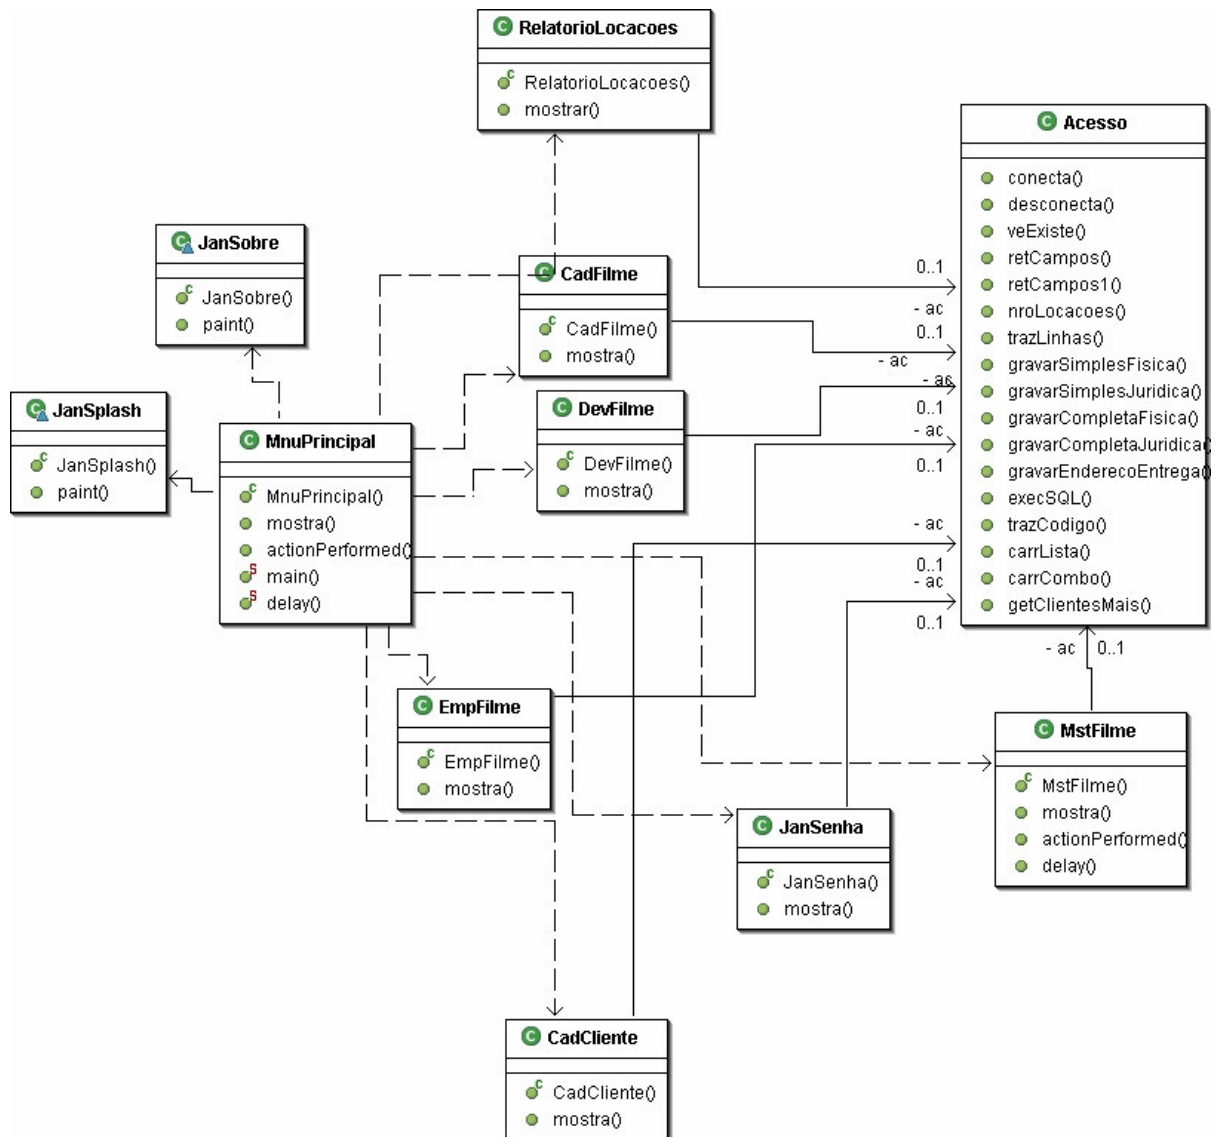 RelatorioLocacoes
RelatorioLocacoes()
mostrar()
Acesso
conecta()
desconecta()
veExiste()
retCampos()
retCampos1()
nroLocacoes()
trazLinhas()
gravarSimplesFisica()
gravarSimplesJuridica()
gravarCompletaFisica()
gravarCompletaJuridica()
gravarEnderecoEntrega()
execSQL()
trazCodigo()
carrLista()
carrCombo()
getClientesMais()
JanSobre
JanSobre()
paint()
CadFilme
CadFilme()
mostra()
0..1
- ac
0..1
- ac
- ac
0..1
- ac
0..1
- ac
0..1
- ac
0..1
JanSplash
JanSplash()
paint()
MnuPrincipal
MnuPrincipal()
mostra()
actionPerformed()
main()
delay()
DevFilme
DevFilme()
mostra()
- ac 0..1
EmpFilme
EmpFilme()
mostra()
MstFilme
MstFilme()
mostra()
actionPerformed()
delay()
JanSenha
JanSenha()
mostra()
CadCliente
CadCliente()
mostra()